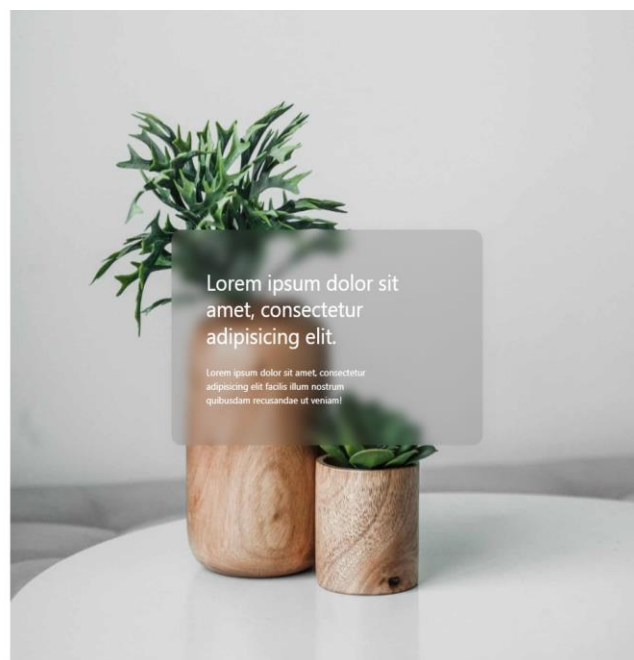 Lorem ipsum dolor sit
amet, consectetur
adipisicing elit.
Lorem ipsum dolor sit amet, consectetur
adipisicing elit facilis illum nostrum
quibusdam recusandae ut veniam!